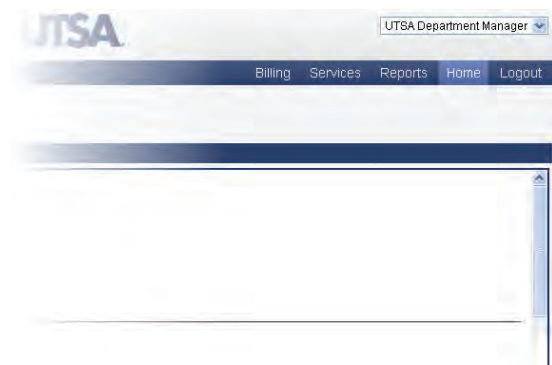 UTSA
UTSA Department Manager
Billing Services Reports Home Logout